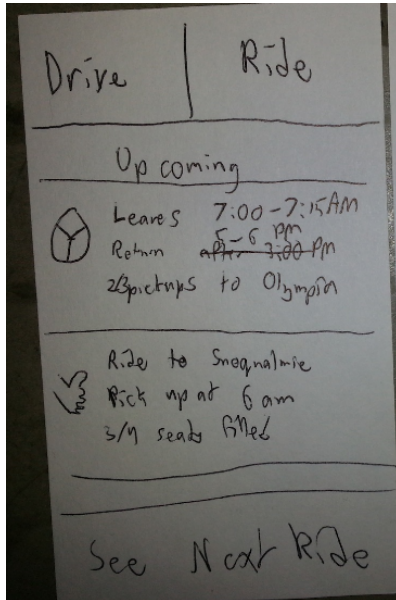 Drive
Ride
Upcoming
Leaves 7:00-7:15AM
5-6 pm
Return after 3:00 PM
2/3 pickups to Olympia
Ride to Snoqualmie
Pick up at 6 am
3/4 seats filled
See Next Ride